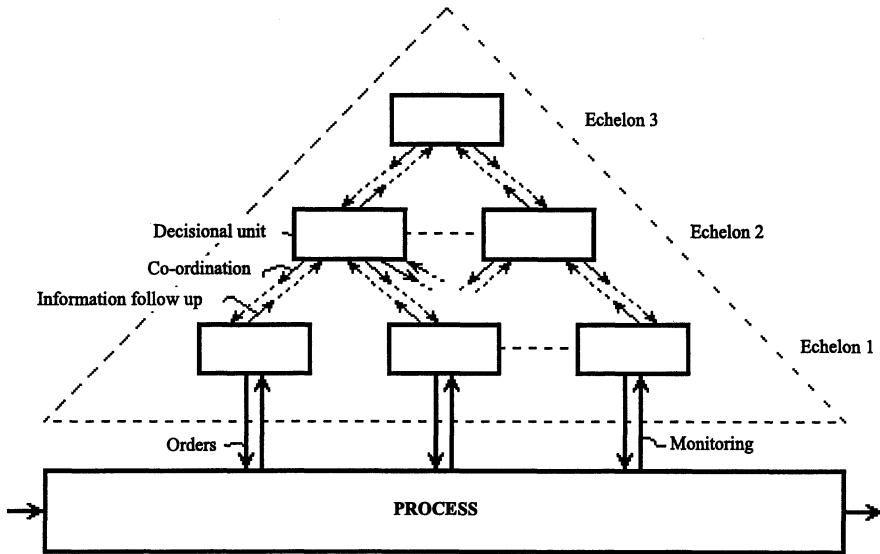 Echelon 3
Decisional unit
Echelon 2
Co-ordination
Information follow up
Echelon 1
Orders
Monitoring
PROCESS